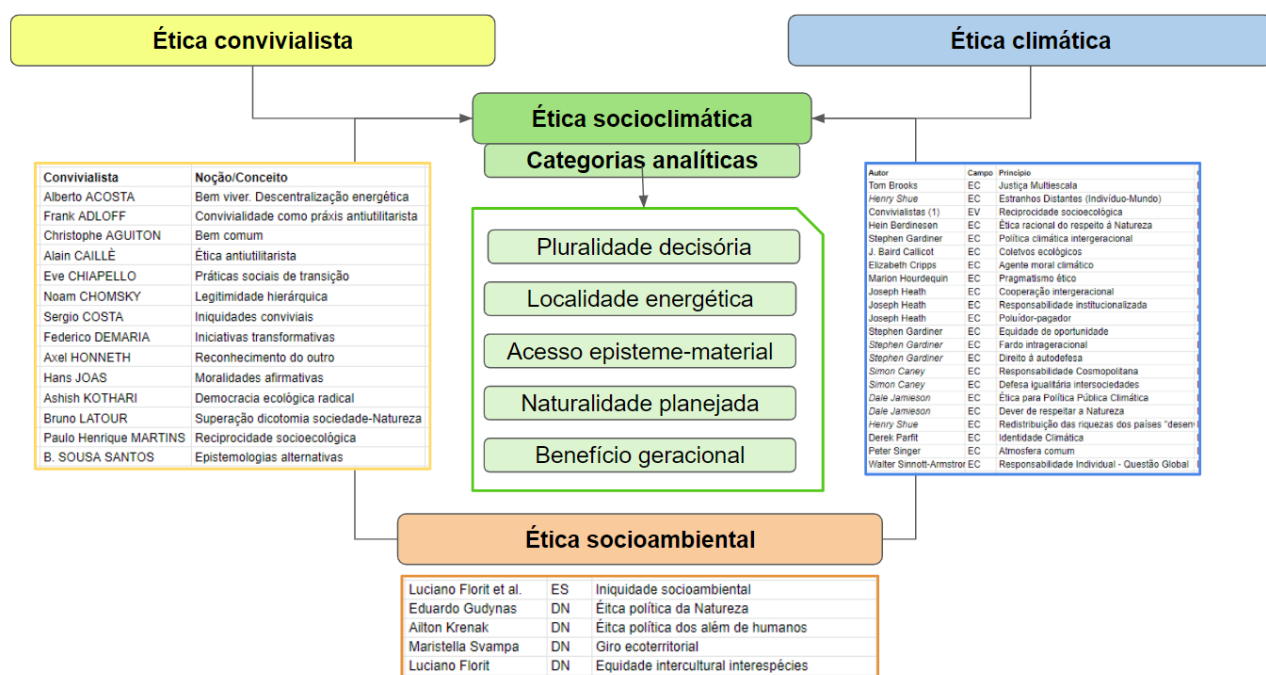 Ética convivialista
Ética climática
Ética socioclimática
Categorias analíticas
Convivialista Noção/Conceito
Alberto ACOSTA Bem viver. Descentralização energética
Frank ADLOFF Convivialidade como práxis antiutilitarista
Christophe AGUITON Bem comum
Alain CAILLÈ Ética antiutilitarista
Eve CHIAPELLO Práticas sociais de transição
Noam CHOMSKY Legitimidade hierárquica
Sergio COSTA Iniquidades conviviais
Federico DEMARIA Iniciativas transformativas
Axel HONNETH Reconhecimento do outro
Hans JOAS Moralidades afirmativas
Ashish KOTHARI Democracia ecológica radical
Bruno LATOUR Superação dicotomia sociedade-Natureza
Paulo Henrique MARTINS Reciprocidade socioecológica
B. SOUSA SANTOS Epistemologias alternativas
Pluralidade decisória
Localidade energética
Acesso episteme-material
Naturalidade planejada
Benefício geracional
Autor Campo Princípio
Tom Brooks EC Justiça Multiescala
Henry Shue EC Estranhos Distantes (Indivíduo-Mundo)
Convivialistas (1) EV Reciprocidade socioecológica
Hein Berdinesen EC Ética racional do respeito á Natureza
Stephen Gardiner EC Política climática intergeracional
J. Baird Callicot EC Coletvos ecológicos
Elizabeth Cripps EC Agente moral climático
Marion Hourdequin EC Pragmatismo ético
Joseph Heath EC Cooperação intergeracional
Joseph Heath EC Responsabilidade institucionalizada
Joseph Heath EC Poluídor-pagador
Stephen Gardiner EC Equidade de oportunidade
Stephen Gardiner EC Fardo intrageracional
Stephen Gardiner EC Direito á autodefesa
Simon Caney EC Responsabilidade Cosmopolitana
Simon Caney EC Defesa igualitária intersociedades
Dale Jamieson EC Ética para Política Pública Climática
Dale Jamieson EC Dever de respeitar a Natureza
Henry Shue EC Redistribuição das riquezas dos países "desen
Derek Parfit EC Identidade Climática
Peter Singer EC Atmosfera comum
Walter Sinnott-Armstror EC Responsabilidade Individual - Questão Global
Ética socioambiental
Luciano Florit et al. ES Iniquidade socioambiental
Eduardo Gudynas DN Éitca política da Natureza
Ailton Krenak DN Éitca política dos além de humanos
Maristella Svampa DN Giro ecoterritorial
Luciano Florit DN Equidade intercultural interespécies